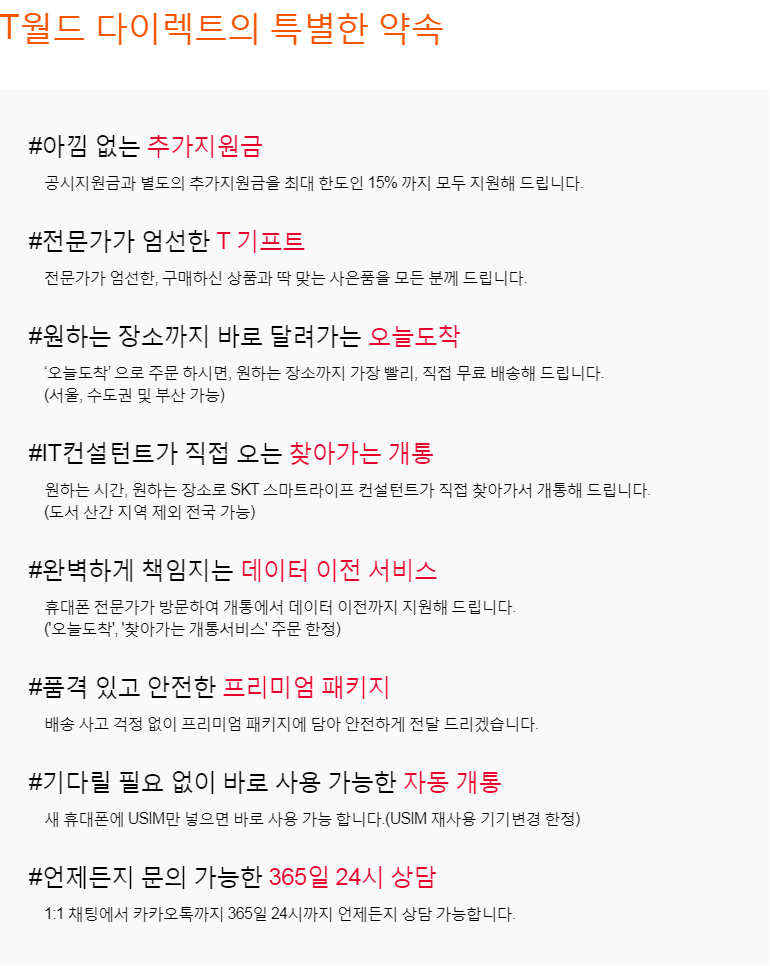 T월드 다이렉트의 특별한 약속
#아낌 없는 추가지원금
공시지원금과 별도의 추가지원금을 최대 한도인 15% 까지 모두 지원해 드립니다.
#전문가가 엄선한 T 기프트
전문가가 엄선한, 구매하신 상품과 딱 맞는 사은품을 모든 분께 드립니다.
#원하는 장소까지 바로 달려가는 오늘도착
‘오늘도착’ 으로 주문 하시면, 원하는 장소까지 가장 빨리, 직접 무료 배송해 드립니다.
(서울, 수도권 및 부산 가능)
#IT컨설턴트가 직접 오는 찾아가는 개통
원하는 시간, 원하는 장소로 SKT 스마트라이프 컨설턴트가 직접 찾아가서 개통해 드립니다.
(도서 산간 지역 제외 전국 가능)
#완벽하게 책임지는 데이터 이전 서비스
휴대폰 전문가가 방문하여 개통에서 데이터 이전까지 지원해 드립니다.
('오늘도착', '찾아가는 개통서비스' 주문 한정)
#품격 있고 안전한 프리미엄 패키지
배송 사고 걱정 없이 프리미엄 패키지에 담아 안전하게 전달 드리겠습니다.
#기다릴 필요 없이 바로 사용 가능한 자동 개통
새 휴대폰에 USIM만 넣으면 바로 사용 가능 합니다.(USIM 재사용 기기변경 한정)
#언제든지 문의 가능한 365일 24시 상담
1:1 채팅에서 카카오톡까지 365일 24시까지 언제든지 상담 가능합니다.